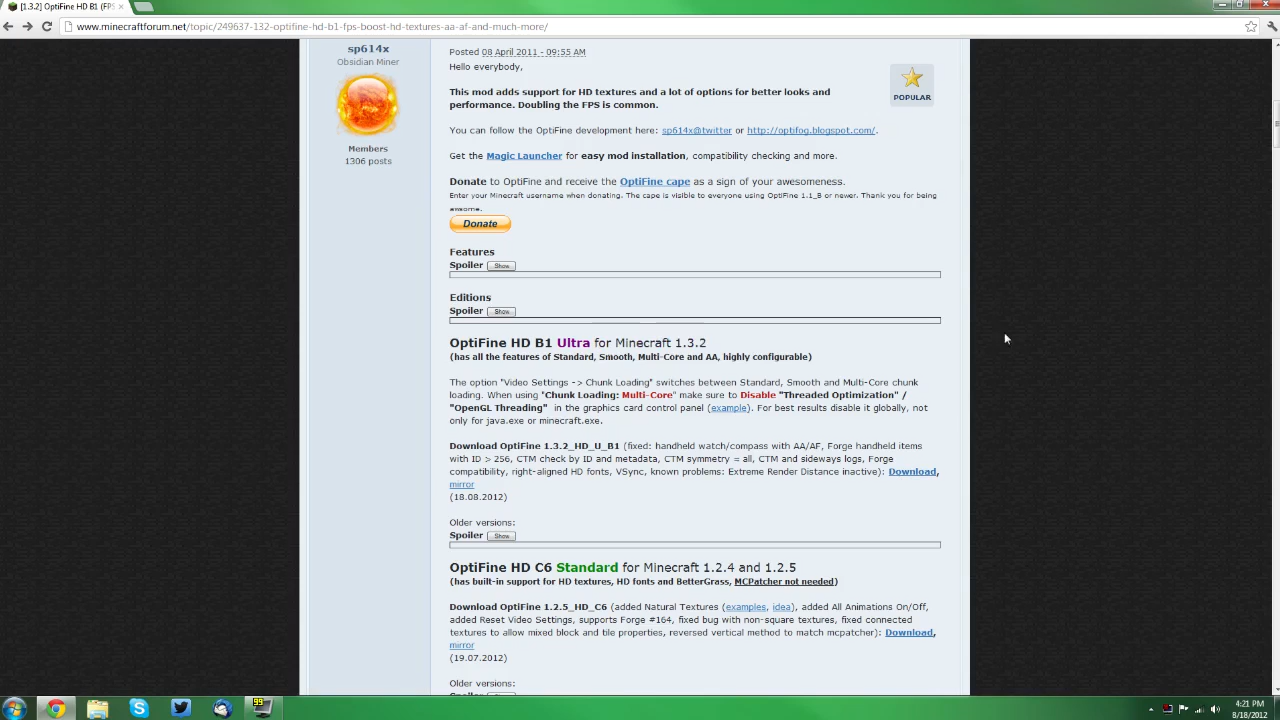 [1.3.2] OptiFine HD B1 (FPS
www.minecraftforum.net/topic/249637-132-optifine-hd-b1-fps-boost-hd-textures-aa-af-and-much-more/
sp614x
Obsidian Miner
Members
1306 posts
Posted 08 April 2011 - 09:55 AM
Hello everybody,
POPULAR
This mod adds support for HD textures and a lot of options for better looks and
performance. Doubling the FPS is common.
You can follow the OptiFine development here: sp614x@twitter or http://optifog.blogspot.com/.
Get the Magic Launcher for easy mod installation, compatibility checking and more.
Donate to OptiFine and receive the OptiFine cape as a sign of your awesomeness.
Enter your Minecraft username when donating. The cape is visible to everyone using OptiFine 1.1_B or newer. Thank you for being
awsome.
Donate
Features
Spoiler Show
Editions
Spoiler Show
OptiFine HD B1 Ultra for Minecraft 1.3.2
(has all the features of Standard, Smooth, Multi-Core and AA, highly configurable)
The option "Video Settings -> Chunk Loading" switches between Standard, Smooth and Multi-Core chunk
loading. When using "Chunk Loading: Multi-Core" make sure to Disable "Threaded Optimization" /
"OpenGL Threading" in the graphics card control panel (example). For best results disable it globally, not
only for java.exe or minecraft.exe.
Download OptiFine 1.3.2_HD_U_B1 (fixed: handheld watch/compass with AA/AF, Forge handheld items
with ID > 256, CTM check by ID and metadata, CTM symmetry = all, CTM and sideways logs, Forge
compatibility, right-aligned HD fonts, VSync, known problems: Extreme Render Distance inactive): Download,
mirror
(18.08.2012)
Older versions:
Spoiler Show
OptiFine HD C6 Standard for Minecraft 1.2.4 and 1.2.5
(has built-in support for HD textures, HD fonts and BetterGrass, MCPatcher not needed)
Download OptiFine 1.2.5_HD_C6 (added Natural Textures (examples, idea), added All Animations On/Off,
added Reset Video Settings, supports Forge #164, fixed bug with non-square textures, fixed connected
textures to allow mixed block and tile properties, reversed vertical method to match mcpatcher): Download,
mirror
(19.07.2012)
Older versions:
Spoiler Show
99
4:21 PM
8/18/2012